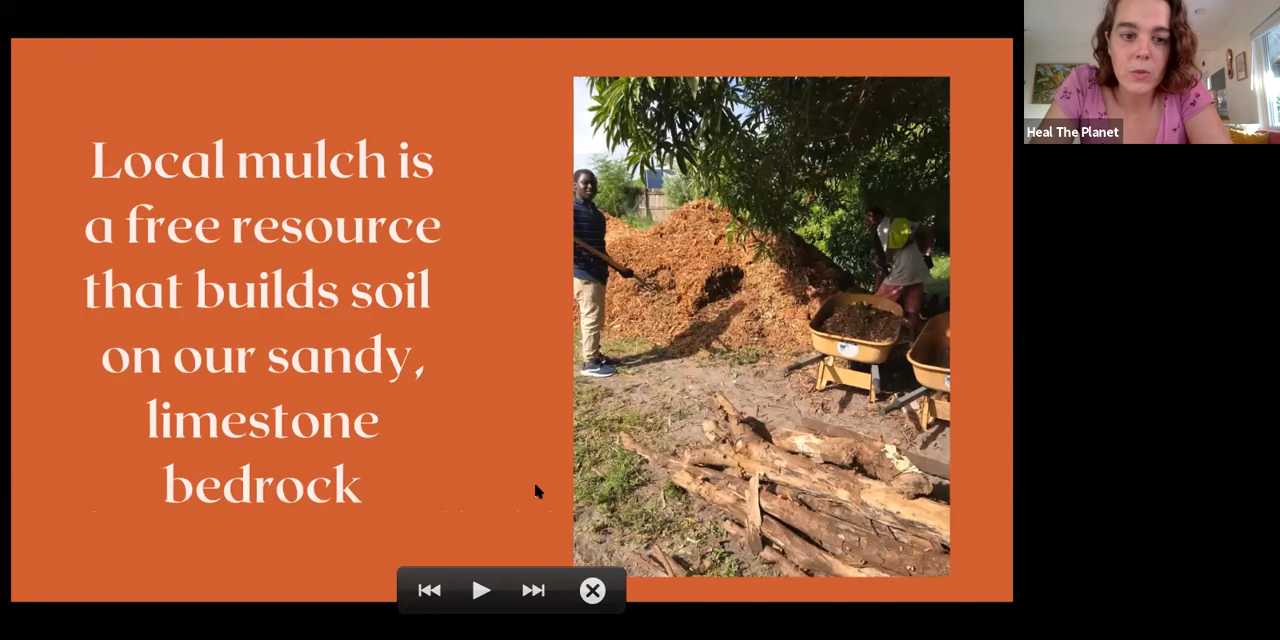 Local mulch is
a free resource
that builds soil
on our sandy,
limestone
bedrock
Heal The Planet